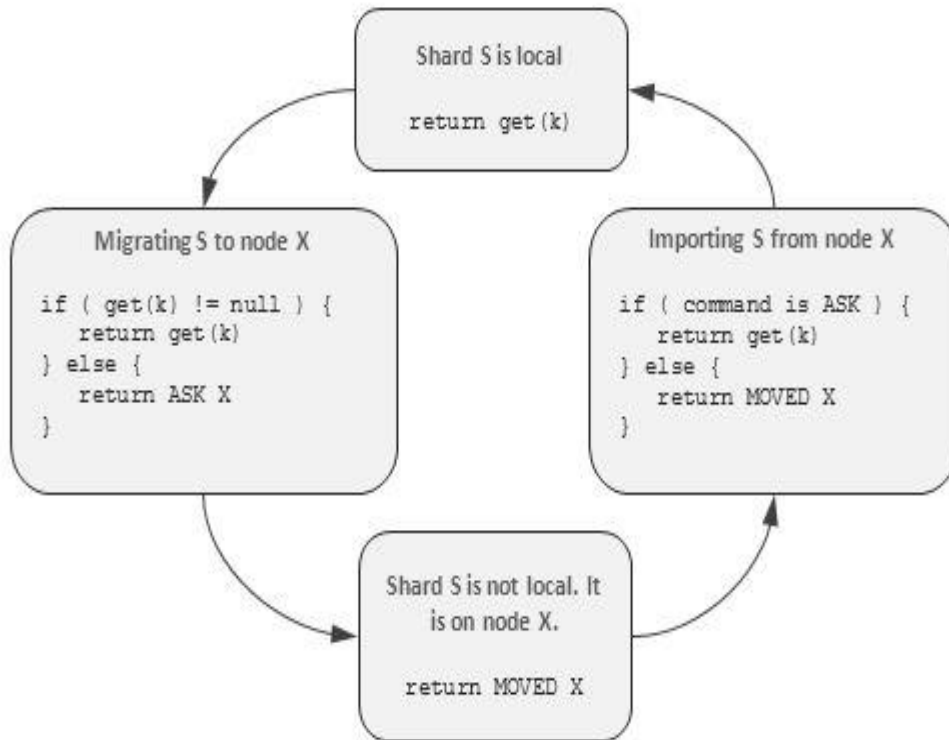 Shard S is local
return get(k)
Migrating S to node X
if ( get(k) != null ) {
   return get(k)
} else {
   return ASK X
}
Importing S from node X
if ( command is ASK ) {
   return get(k)
} else {
   return MOVED X
}
Shard S is not local. It
is on node X.
return MOVED X